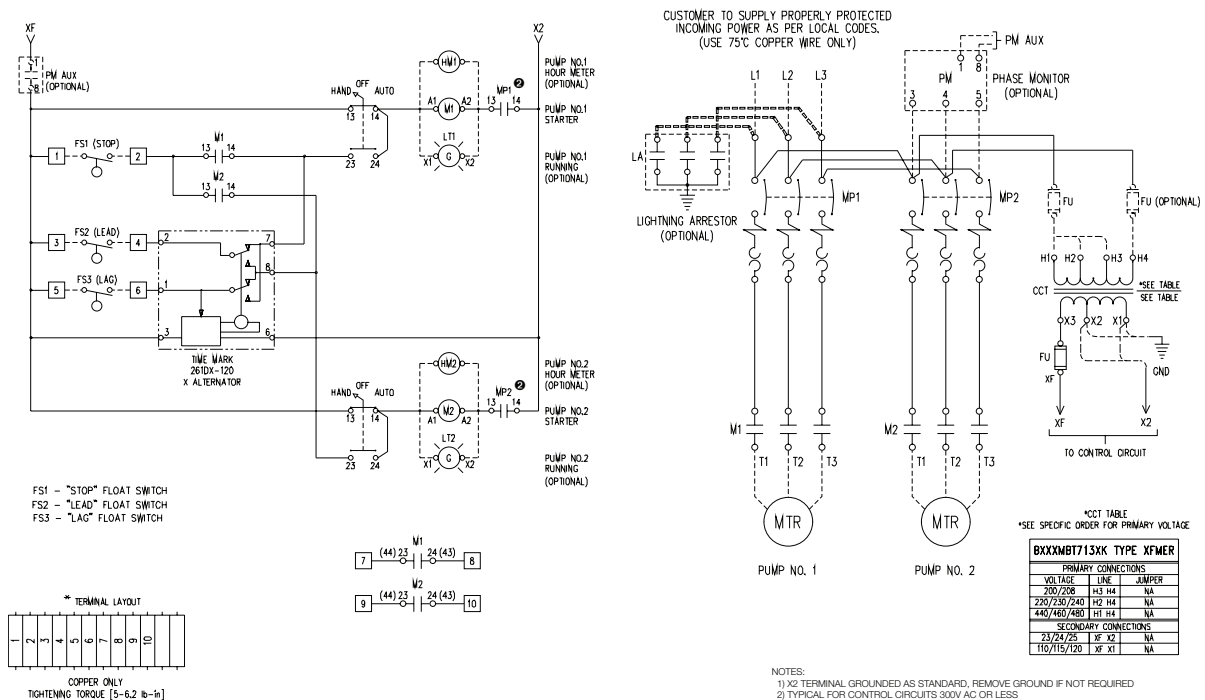 XF
X2
1
PM AUX
(OPTIONAL)
8
HM1
PUMP NO.1
HOUR METER
(OPTIONAL)
HAND OFF AUTO
13 14
A1 M1 A2
MP1 ❷
13 14
PUMP NO.1
STARTER
LT1
X1 G X2
23 24
PUMP NO.1
RUNNING
(OPTIONAL)
1 FS1 (STOP) 2
M1
13 14
M2
13 14
3 FS2 (LEAD) 4
2 7
8
5 FS3 (LAG) 6
1
3 6
TIME MARK
261DX-120
X ALTERNATOR
HM2
PUMP NO.2
HOUR METER
(OPTIONAL)
HAND OFF AUTO
13 14
M2
A1 A2
MP2 ❷
13 14
PUMP NO.2
STARTER
LT2
X1 G X2
23 24
PUMP NO.2
RUNNING
(OPTIONAL)
FS1 - "STOP" FLOAT SWITCH
FS2 - "LEAD" FLOAT SWITCH
FS3 - "LAG" FLOAT SWITCH
M1
7 (44) 23 24 (43) 8
M2
9 (44) 23 24 (43) 10
* TERMINAL LAYOUT
1 2 3 4 5 6 7 8 9 10
COPPER ONLY
TIGHTENING TORQUE [5-6.2 lb-in]
CUSTOMER TO SUPPLY PROPERLY PROTECTED
INCOMING POWER AS PER LOCAL CODES.
(USE 75°C COPPER WIRE ONLY)
PM AUX
1 8
PM
3 4 5
PHASE MONITOR
(OPTIONAL)
L1 L2 L3
LA
LIGHTNING ARRESTOR
(OPTIONAL)
MP1
MP2
FU
FU (OPTIONAL)
H1 H2 H3 H4
CCT
*SEE TABLE
SEE TABLE
X3 X2 X1
FU
GND
XF
XF
X2
TO CONTROL CIRCUIT
M1
T1 T2 T3
MTR
PUMP NO. 1
M2
T1 T2 T3
MTR
PUMP NO. 2
*CCT TABLE
*SEE SPECIFIC ORDER FOR PRIMARY VOLTAGE
BXXXMBT713XK TYPE XFMER
PRIMARY CONNECTIONS
VOLTAGE LINE JUMPER
200/208 H3 H4 NA
220/230/240 H2 H4 NA
440/460/480 H1 H4 NA
SECONDARY CONNECTIONS
23/24/25 XF X2 NA
110/115/120 XF X1 NA
NOTES:
1) X2 TERMINAL GROUNDED AS STANDARD, REMOVE GROUND IF NOT REQUIRED
2) TYPICAL FOR CONTROL CIRCUITS 300V AC OR LESS